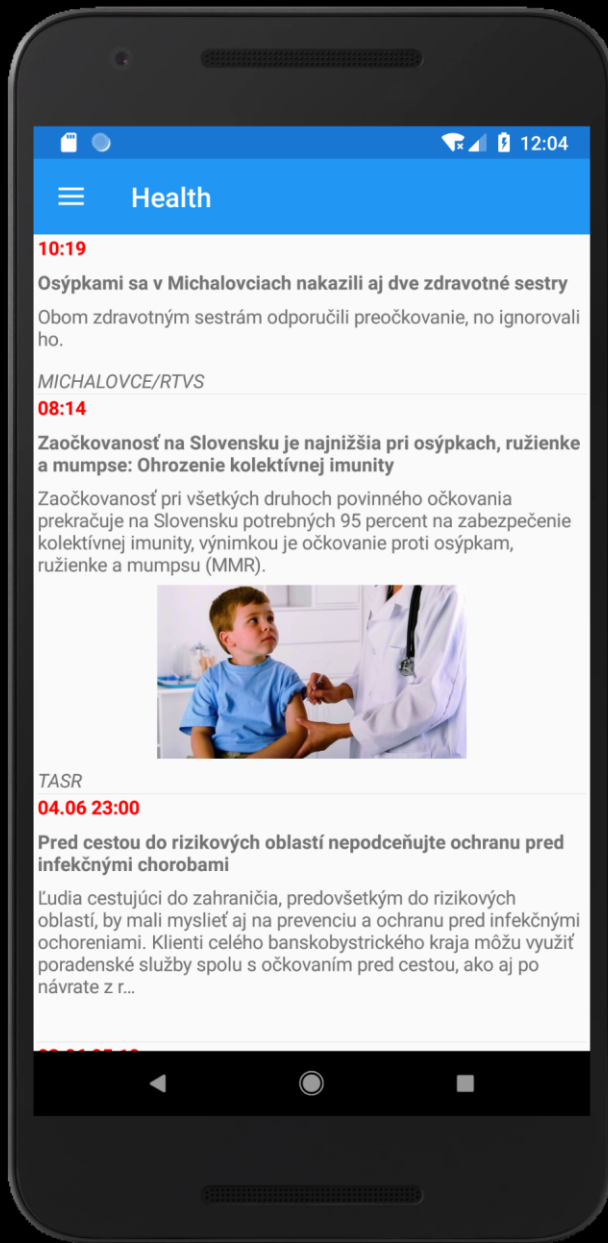 12:04
Health
10:19
Osýpkami sa v Michalovciach nakazili aj dve zdravotné sestry
Obom zdravotným sestrám odporučili preočkovanie, no ignorovali
ho.
MICHALOVCE/RTVS
08:14
Zaočkovanosť na Slovensku je najnižšia pri osýpkach, ružienke
a mumpse: Ohrozenie kolektívnej imunity
Zaočkovanosť pri všetkých druhoch povinného očkovania
prekračuje na Slovensku potrebných 95 percent na zabezpečenie
kolektívnej imunity, výnimkou je očkovanie proti osýpkam,
ružienke a mumpsu (MMR).
TASR
04.06 23:00
Pred cestou do rizikových oblastí nepodceňujte ochranu pred
infekčnými chorobami
Ľudia cestujúci do zahraničia, predovšetkým do rizikových
oblastí, by mali myslieť aj na prevenciu a ochranu pred infekčnými
ochoreniami. Klienti celého banskobystrického kraja môžu využiť
poradenské služby spolu s očkovaním pred cestou, ako aj po
návrate z r...